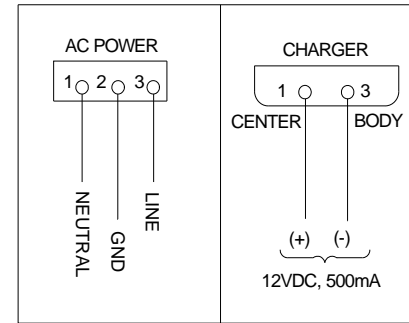 AC POWER
1 2 3
NEUTRAL
GND
LINE
CHARGER
1 3
CENTER BODY
(+) (-)
12VDC, 500mA